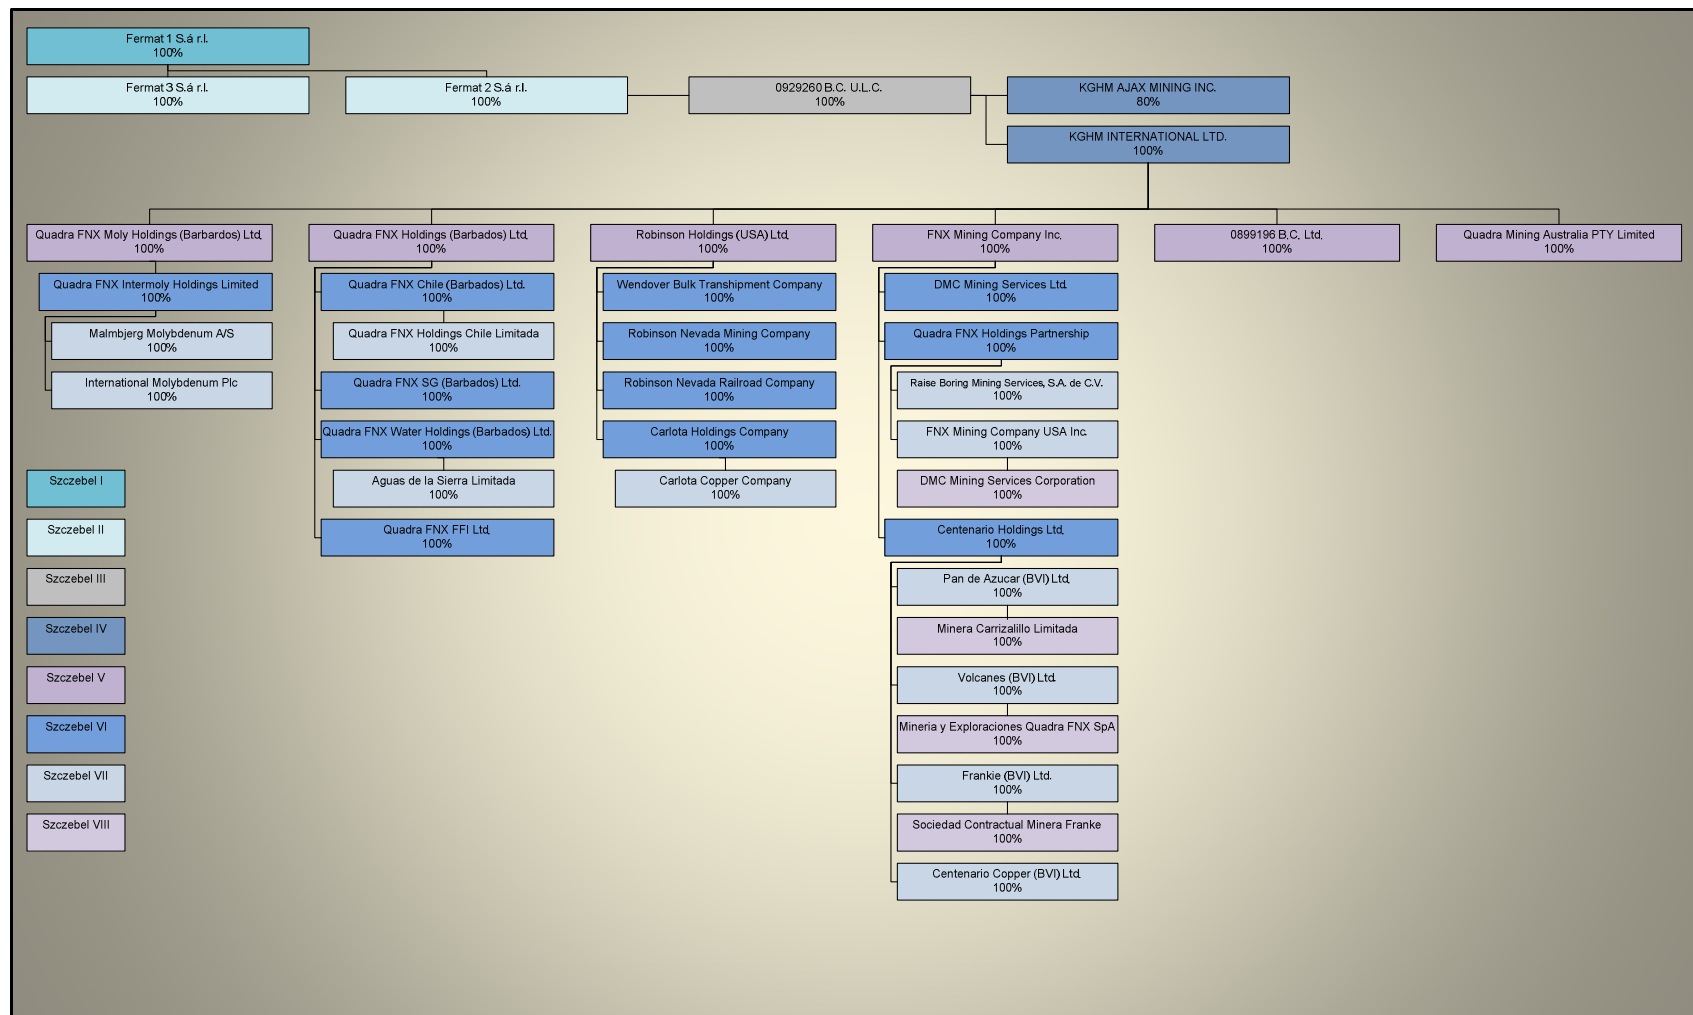 Fermat 1 S.á r.l.
100%
Fermat 3 S.á r.l.
100%
Fermat 2 S.á r.l.
100%
0929260 B.C. U.L.C.
100%
KGHM AJAX MINING INC.
80%
KGHM INTERNATIONAL LTD.
100%
Quadra FNX Moly Holdings (Barbardos) Ltd.
100%
Quadra FNX Intermoly Holdings Limited
100%
Malmbjerg Molybdenum A/S
100%
International Molybdenum Plc
100%
Quadra FNX Holdings (Barbados) Ltd.
100%
Quadra FNX Chile (Barbados) Ltd.
100%
Quadra FNX Holdings Chile Limitada
100%
Quadra FNX SG (Barbados) Ltd.
100%
Quadra FNX Water Holdings (Barbados) Ltd.
100%
Aguas de la Sierra Limitada
100%
Quadra FNX FFI Ltd.
100%
Robinson Holdings (USA) Ltd.
100%
Wendover Bulk Transhipment Company
100%
Robinson Nevada Mining Company
100%
Robinson Nevada Railroad Company
100%
Carlota Holdings Company
100%
Carlota Copper Company
100%
FNX Mining Company Inc.
100%
DMC Mining Services Ltd.
100%
Quadra FNX Holdings Partnership
100%
Raise Boring Mining Services, S.A. de C.V.
100%
FNX Mining Company USA Inc.
100%
DMC Mining Services Corporation
100%
Centenario Holdings Ltd.
100%
Pan de Azucar (BVI) Ltd.
100%
Minera Carrizalillo Limitada
100%
Volcanes (BVI) Ltd.
100%
Mineria y Exploraciones Quadra FNX SpA
100%
Frankie (BVI) Ltd.
100%
Sociedad Contractual Minera Franke
100%
Centenario Copper (BVI) Ltd.
100%
0899196 B.C. Ltd.
100%
Quadra Mining Australia PTY Limited
100%
Szczebel I
Szczebel II
Szczebel III
Szczebel IV
Szczebel V
Szczebel VI
Szczebel VII
Szczebel VIII